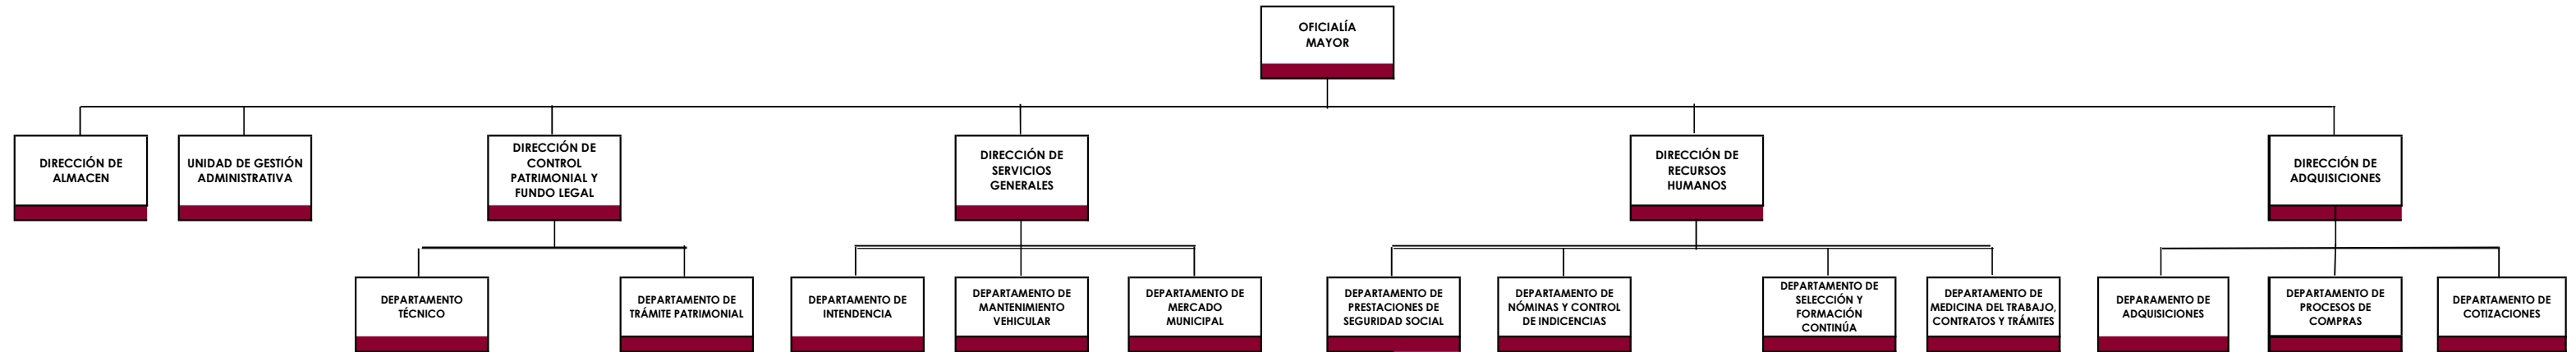 OFICIALÍA
MAYOR
DIRECCIÓN DE
ALMACEN
UNIDAD DE GESTIÓN
ADMINISTRATIVA
DIRECCIÓN DE
CONTROL
PATRIMONIAL Y
FUNDO LEGAL
DIRECCIÓN DE
SERVICIOS
GENERALES
DIRECCIÓN DE
RECURSOS
HUMANOS
DIRECCIÓN DE
ADQUISICIONES
DEPARTAMENTO
TÉCNICO
DEPARTAMENTO DE
TRÁMITE PATRIMONIAL
DEPARTAMENTO DE
INTENDENCIA
DEPARTAMENTO DE
MANTENIMIENTO
VEHICULAR
DEPARTAMENTO DE
MERCADO
MUNICIPAL
DEPARTAMENTO DE
PRESTACIONES DE
SEGURIDAD SOCIAL
DEPARTAMENTO DE
NÓMINAS Y CONTROL
DE INDICENCIAS
DEPARTAMENTO DE
SELECCIÓN Y
FORMACIÓN
CONTINÚA
DEPARTAMENTO DE
MEDICINA DEL TRABAJO,
CONTRATOS Y TRÁMITES
DEPARAMENTO DE
ADQUISICIONES
DEPARTAMENTO DE
PROCESOS DE
COMPRAS
DEPARTAMENTO DE
COTIZACIONES